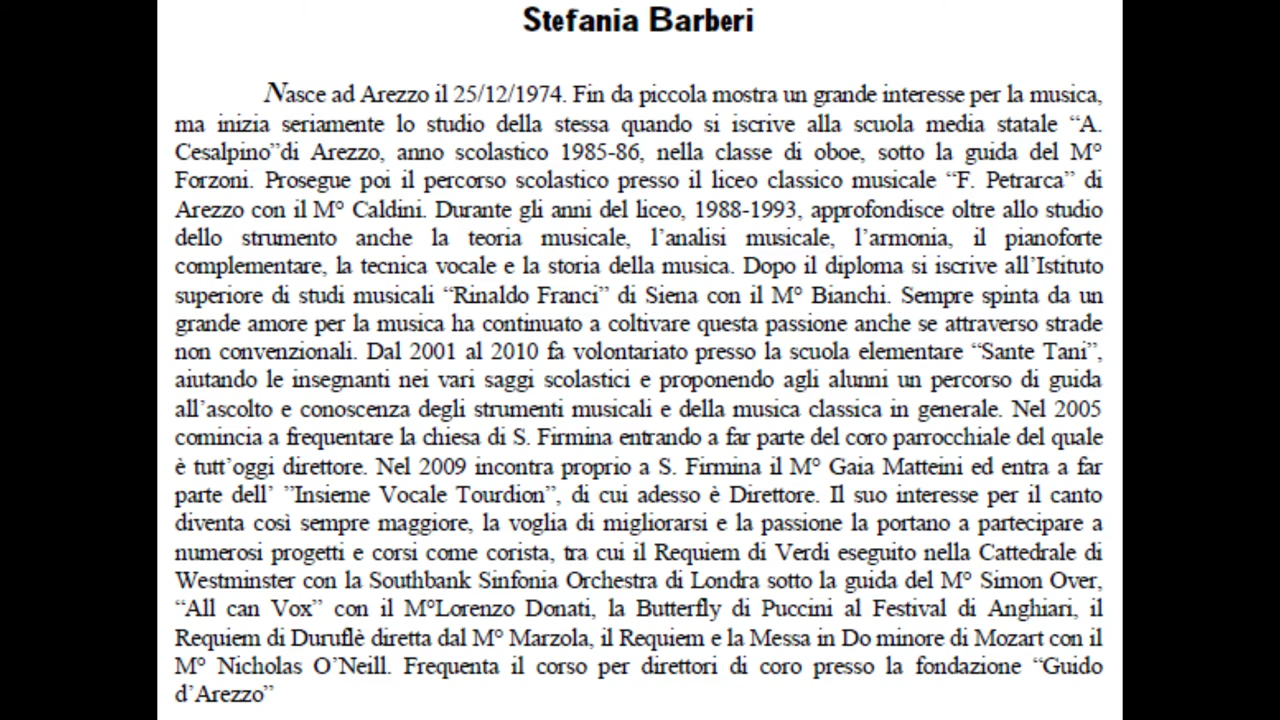 Stefania Barberi
Nasce ad Arezzo il 25/12/1974. Fin da piccola mostra un grande interesse per la musica,
ma inizia seriamente lo studio della stessa quando si iscrive alla scuola media statale “A.
Cesalpino”di Arezzo, anno scolastico 1985-86, nella classe di oboe, sotto la guida del M°
Forzoni. Prosegue poi il percorso scolastico presso il liceo classico musicale “F. Petrarca” di
Arezzo con il M° Caldini. Durante gli anni del liceo, 1988-1993, approfondisce oltre allo studio
dello strumento anche la teoria musicale, l’analisi musicale, l’armonia, il pianoforte
complementare, la tecnica vocale e la storia della musica. Dopo il diploma si iscrive all’Istituto
superiore di studi musicali “Rinaldo Franci” di Siena con il M° Bianchi. Sempre spinta da un
grande amore per la musica ha continuato a coltivare questa passione anche se attraverso strade
non convenzionali. Dal 2001 al 2010 fa volontariato presso la scuola elementare “Sante Tani”,
aiutando le insegnanti nei vari saggi scolastici e proponendo agli alunni un percorso di guida
all’ascolto e conoscenza degli strumenti musicali e della musica classica in generale. Nel 2005
comincia a frequentare la chiesa di S. Firmina entrando a far parte del coro parrocchiale del quale
è tutt’oggi direttore. Nel 2009 incontra proprio a S. Firmina il M° Gaia Matteini ed entra a far
parte dell’ ”Insieme Vocale Tourdion”, di cui adesso è Direttore. Il suo interesse per il canto
diventa così sempre maggiore, la voglia di migliorarsi e la passione la portano a partecipare a
numerosi progetti e corsi come corista, tra cui il Requiem di Verdi eseguito nella Cattedrale di
Westminster con la Southbank Sinfonia Orchestra di Londra sotto la guida del M° Simon Over,
“All can Vox” con il M°Lorenzo Donati, la Butterfly di Puccini al Festival di Anghiari, il
Requiem di Duruflè diretta dal M° Marzola, il Requiem e la Messa in Do minore di Mozart con il
M° Nicholas O’Neill. Frequenta il corso per direttori di coro presso la fondazione “Guido
d’Arezzo”